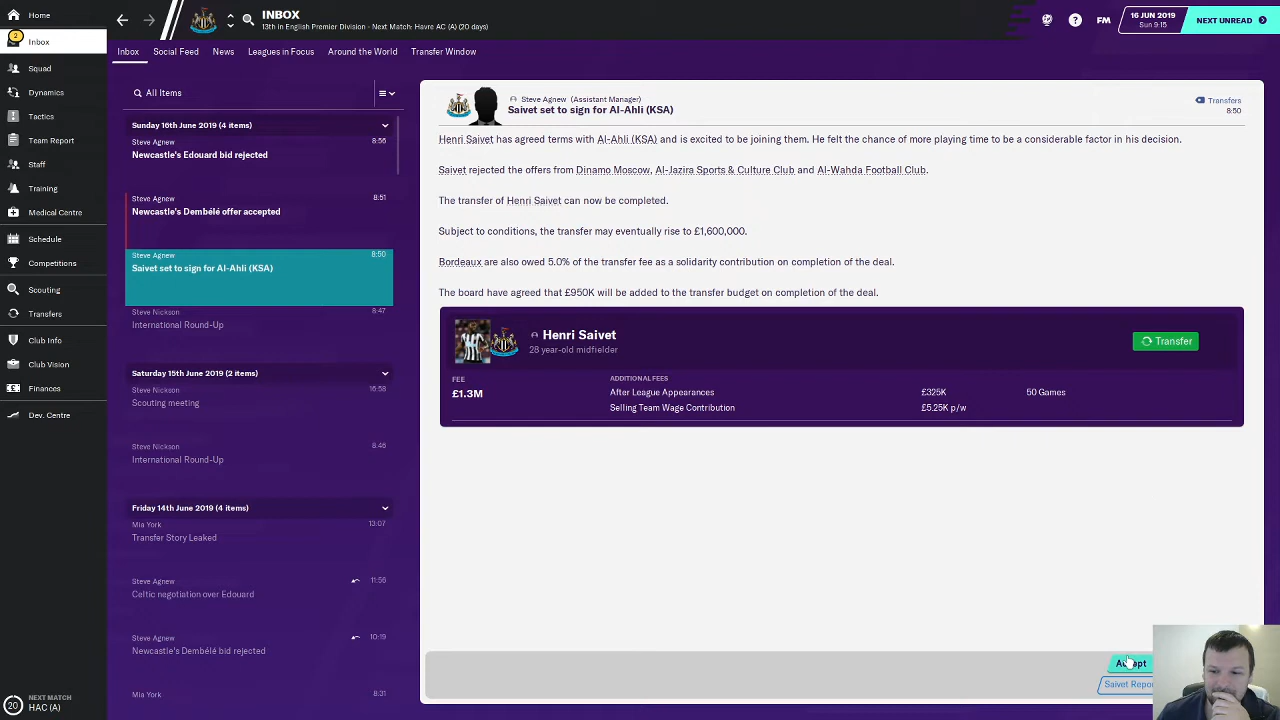 Home
INBOX
13th in English Premier Division - Next Match: Havre AC (A) (20 days)
FM
16 JUN 2019
Sun 9:15
NEXT UNREAD
2
Inbox
Squad
Dynamics
Tactics
Team Report
Staff
Training
Medical Centre
Schedule
Competitions
Scouting
Transfers
Club Info
Club Vision
Finances
Dev. Centre
20
NEXT MATCH
HAC (A)
Inbox
Social Feed
News
Leagues in Focus
Around the World
Transfer Window
All Items
Sunday 16th June 2019 (4 items)
Steve Agnew
8:56
Newcastle's Edouard bid rejected
Steve Agnew
8:51
Newcastle's Dembélé offer accepted
Steve Agnew
8:50
Saivet set to sign for Al-Ahli (KSA)
Steve Nickson
8:47
International Round-Up
Saturday 15th June 2019 (2 items)
Steve Nickson
16:58
Scouting meeting
Steve Nickson
8:46
International Round-Up
Friday 14th June 2019 (4 items)
Mia York
13:07
Transfer Story Leaked
Steve Agnew
11:56
Celtic negotiation over Edouard
Steve Agnew
10:19
Newcastle's Dembélé bid rejected
Mia York
8:31
Steve Agnew (Assistant Manager)
Saivet set to sign for Al-Ahli (KSA)
Transfers
8:50
Henri Saivet has agreed terms with Al-Ahli (KSA) and is excited to be joining them. He felt the chance of more playing time to be a considerable factor in his decision.
Saivet rejected the offers from Dinamo Moscow, Al-Jazira Sports & Culture Club and Al-Wahda Football Club.
The transfer of Henri Saivet can now be completed.
Subject to conditions, the transfer may eventually rise to £1,600,000.
Bordeaux are also owed 5.0% of the transfer fee as a solidarity contribution on completion of the deal.
The board have agreed that £950K will be added to the transfer budget on completion of the deal.
Henri Saivet
28 year-old midfielder
Transfer
FEE
£1.3M
ADDITIONAL FEES
After League Appearances
£325K
50 Games
Selling Team Wage Contribution
£5.25K p/w
Accept
Saivet Repor